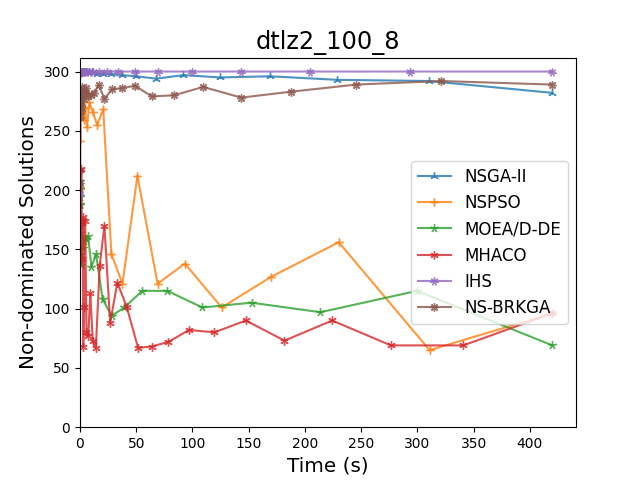 dtlz2_100_8
Non-dominated Solutions
300
250
200
150
100
50
0
NSGA-II
NSPSO
MOEA/D-DE
MHACO
IHS
NS-BRKGA
0 50 100 150 200 250 300 350 400
Time (s)